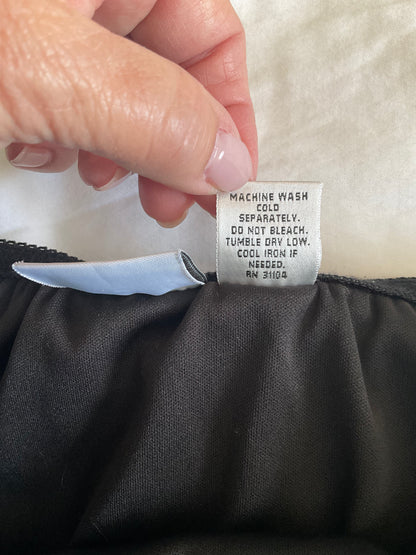 MACHINE WASH
COLD
SEPARATELY.
DO NOT BLEACH.
TUMBLE DRY LOW.
COOL IRON IF
NEEDED.
RN 31104